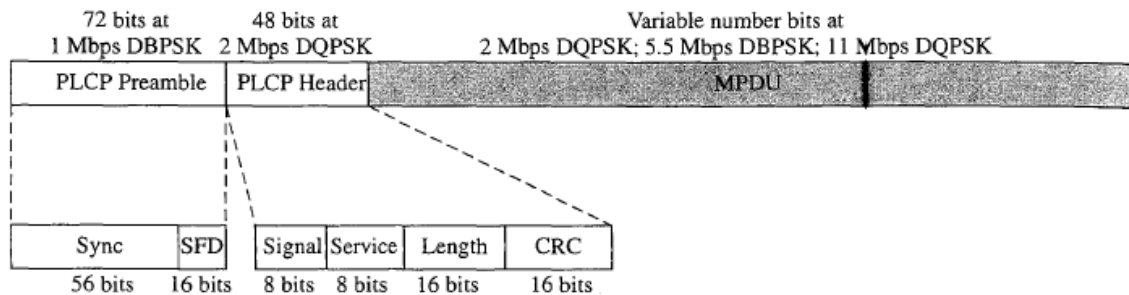 72 bits at
1 Mbps DBPSK
48 bits at
2 Mbps DQPSK
Variable number bits at
2 Mbps DQPSK; 5.5 Mbps DBPSK; 11 Mbps DQPSK
PLCP Preamble
PLCP Header
MPDU
Sync
SFD
Signal
Service
Length
CRC
56 bits
16 bits
8 bits
8 bits
16 bits
16 bits